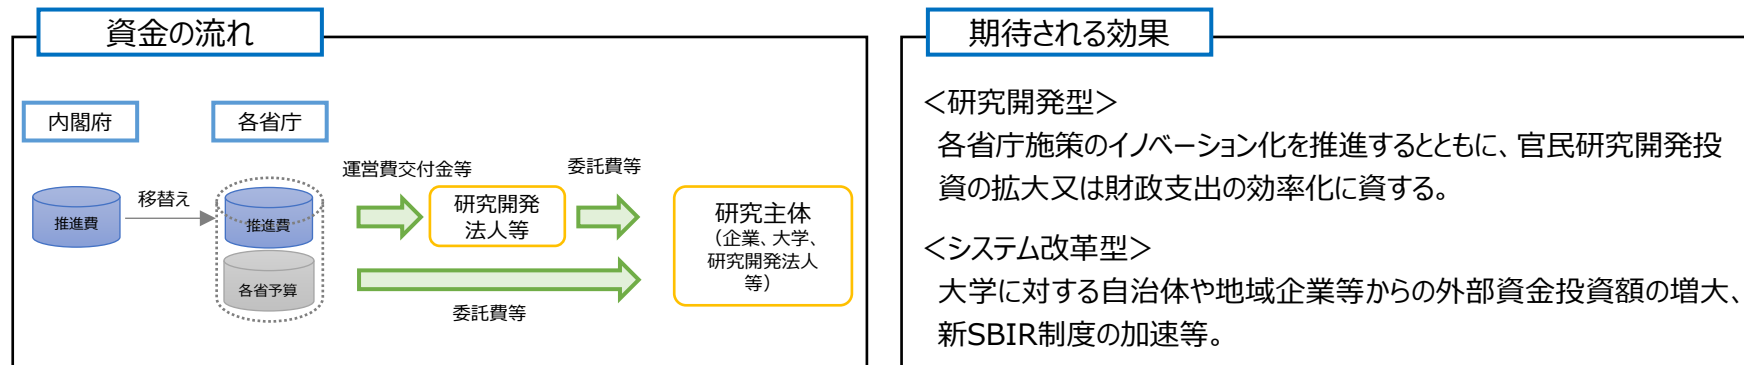 資金の流れ
内閣府
各省庁
推進費
移替え
推進費
各省予算
運営費交付金等
研究開発
法人等
委託費等
委託費等
研究主体
(企業、大学、
研究開発法人
等)
期待される効果
<研究開発型>
各省庁施策のイノベーション化を推進するとともに、官民研究開発投
資の拡大又は財政支出の効率化に資する。
<システム改革型>
大学に対する自治体や地域企業等からの外部資金投資額の増大、
新SBIR制度の加速等。